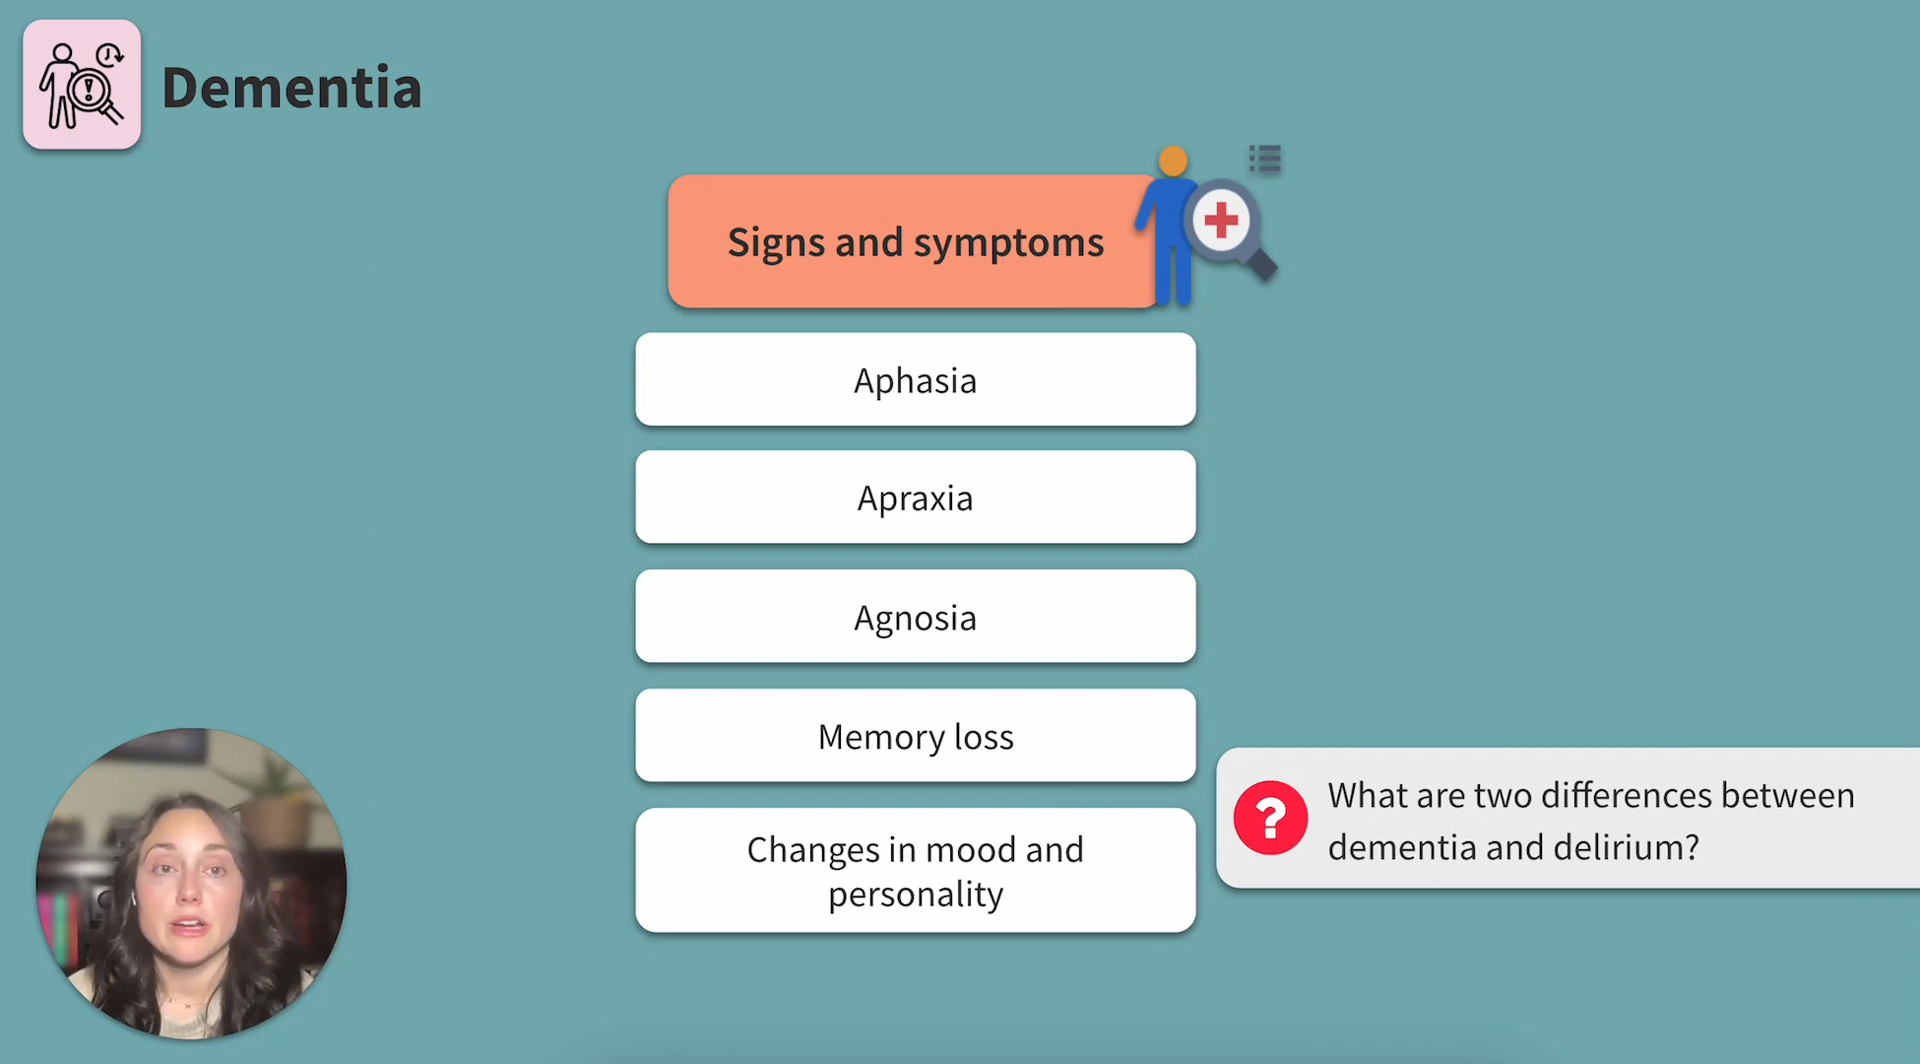 Dementia
Signs and symptoms
Aphasia
Apraxia
Agnosia
Memory loss
Changes in mood and
personality
What are two differences between
dementia and delirium?